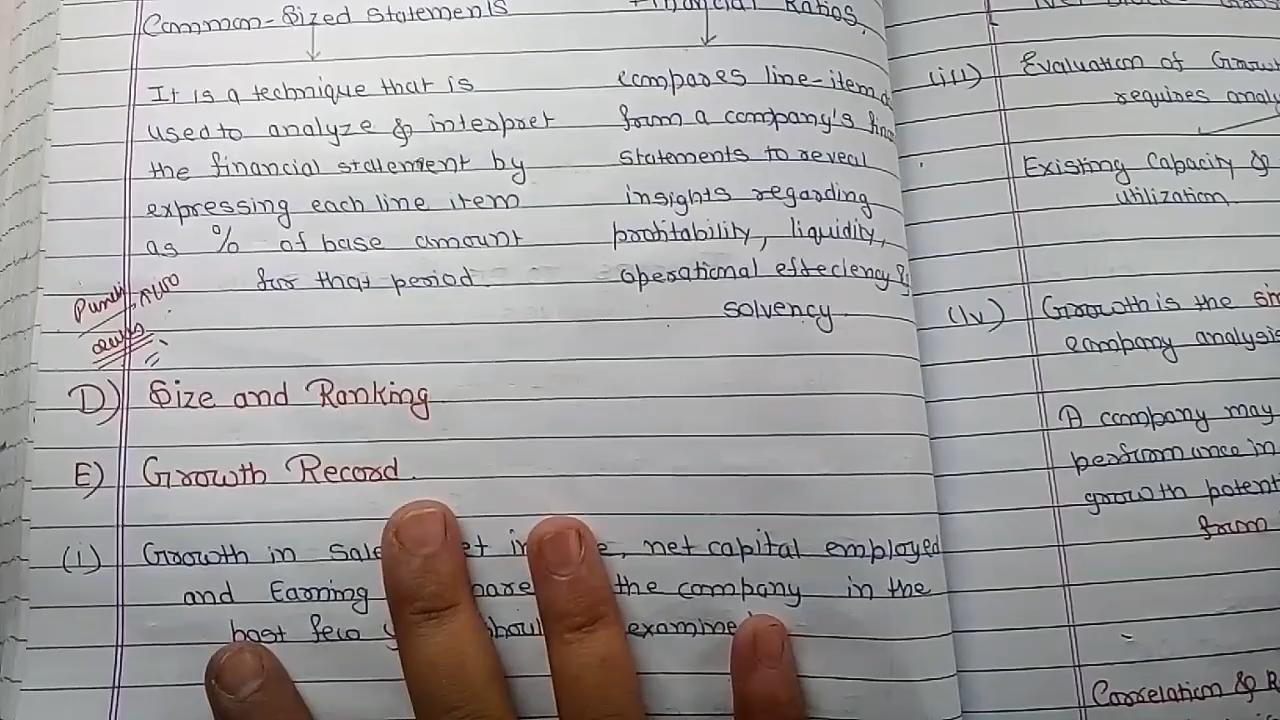 Common-Sized Statements
Ratios,
It is a technique that is
used to analyze & interpret
the financial statement by
expressing each line item
as % of base amount
for that period
compares line-item
from a company's
statements to reveal
insights regarding
profitability, liquidity,
operational effeciency &
solvency
D) Size and Ranking
E) Growth Record.
(i) Growth in net capital employed
and Earning the company in the
past few examine
(iii) Evaluation of
requires
Existing Capacity &
utilization
(iv) Growth is the
company analysis
A company may
performance in
growth
from
Correlation &